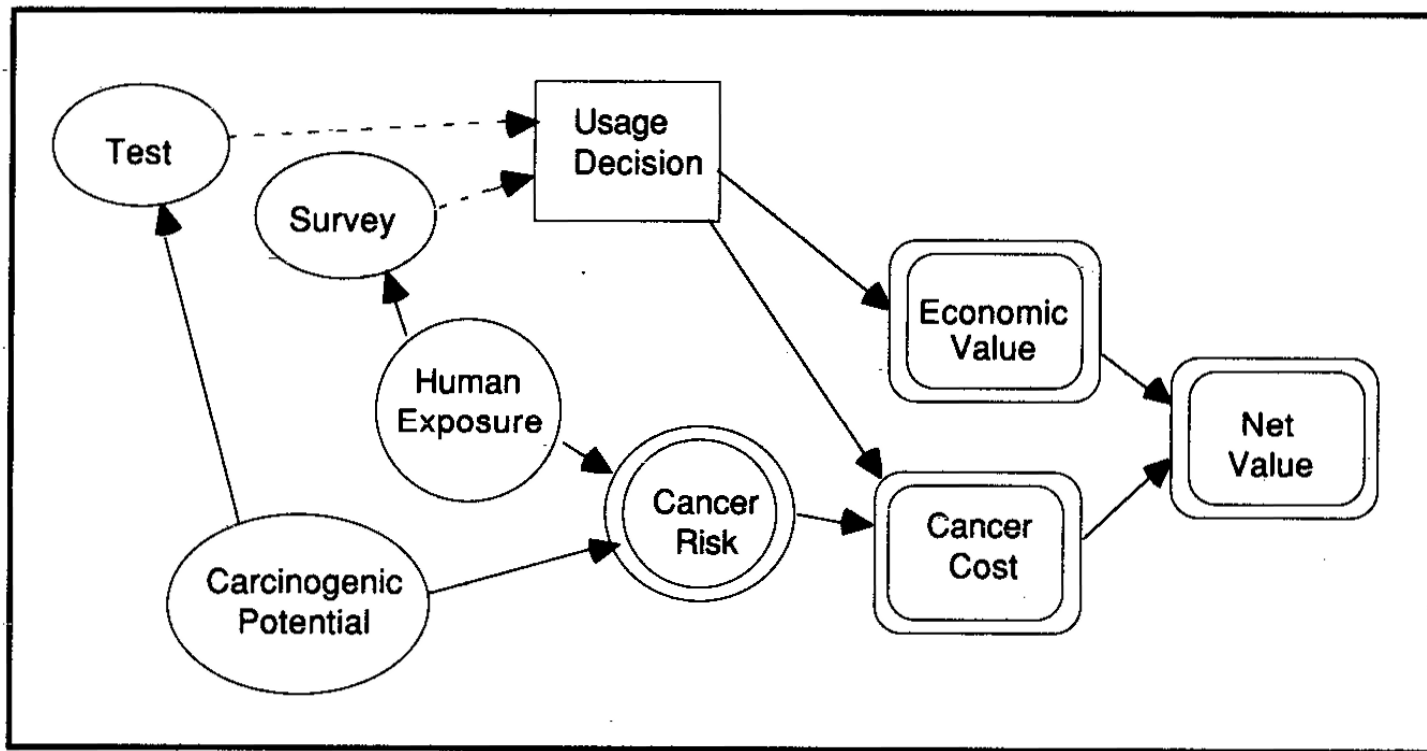 Test
Usage
Decision
Survey
Economic
Value
Human
Exposure
Net
Value
Cancer
Risk
Cancer
Cost
Carcinogenic
Potential